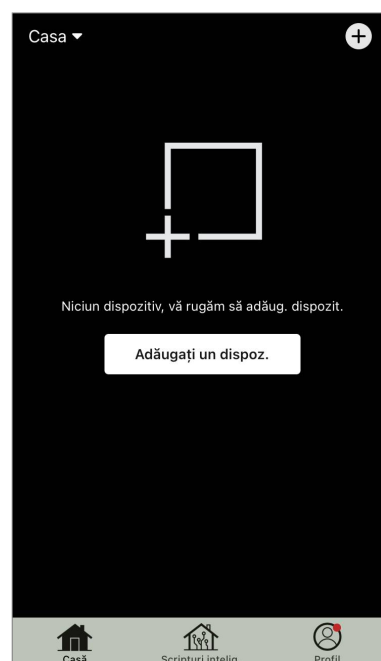 Casa
Niciun dispozitiv, vă rugăm să adăug. dispozit.
Adăugați un dispoz.
Casă
Scripturi intelig.
Profil